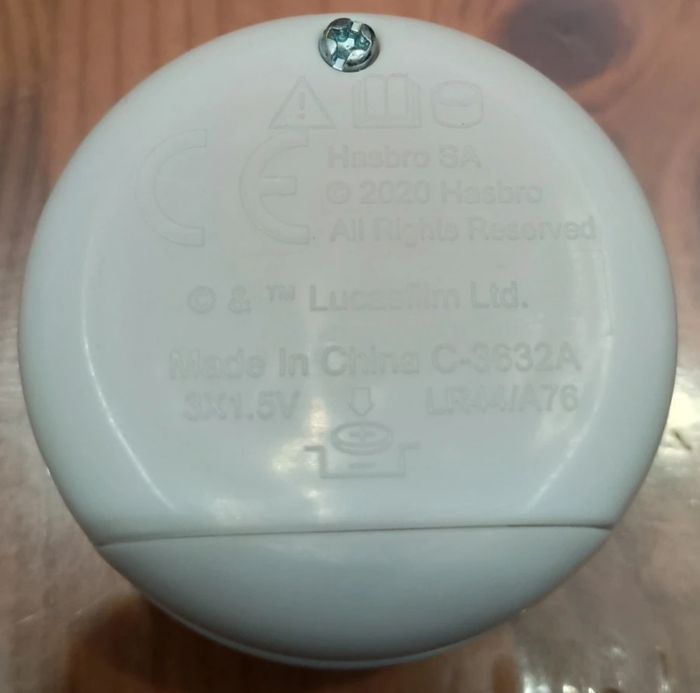 CE
Hasbro SA
© 2020 Hasbro
All Rights Reserved
© & ™ Lucasfilm Ltd.
Made In China C-3632A
3X1.5V LR44/A76